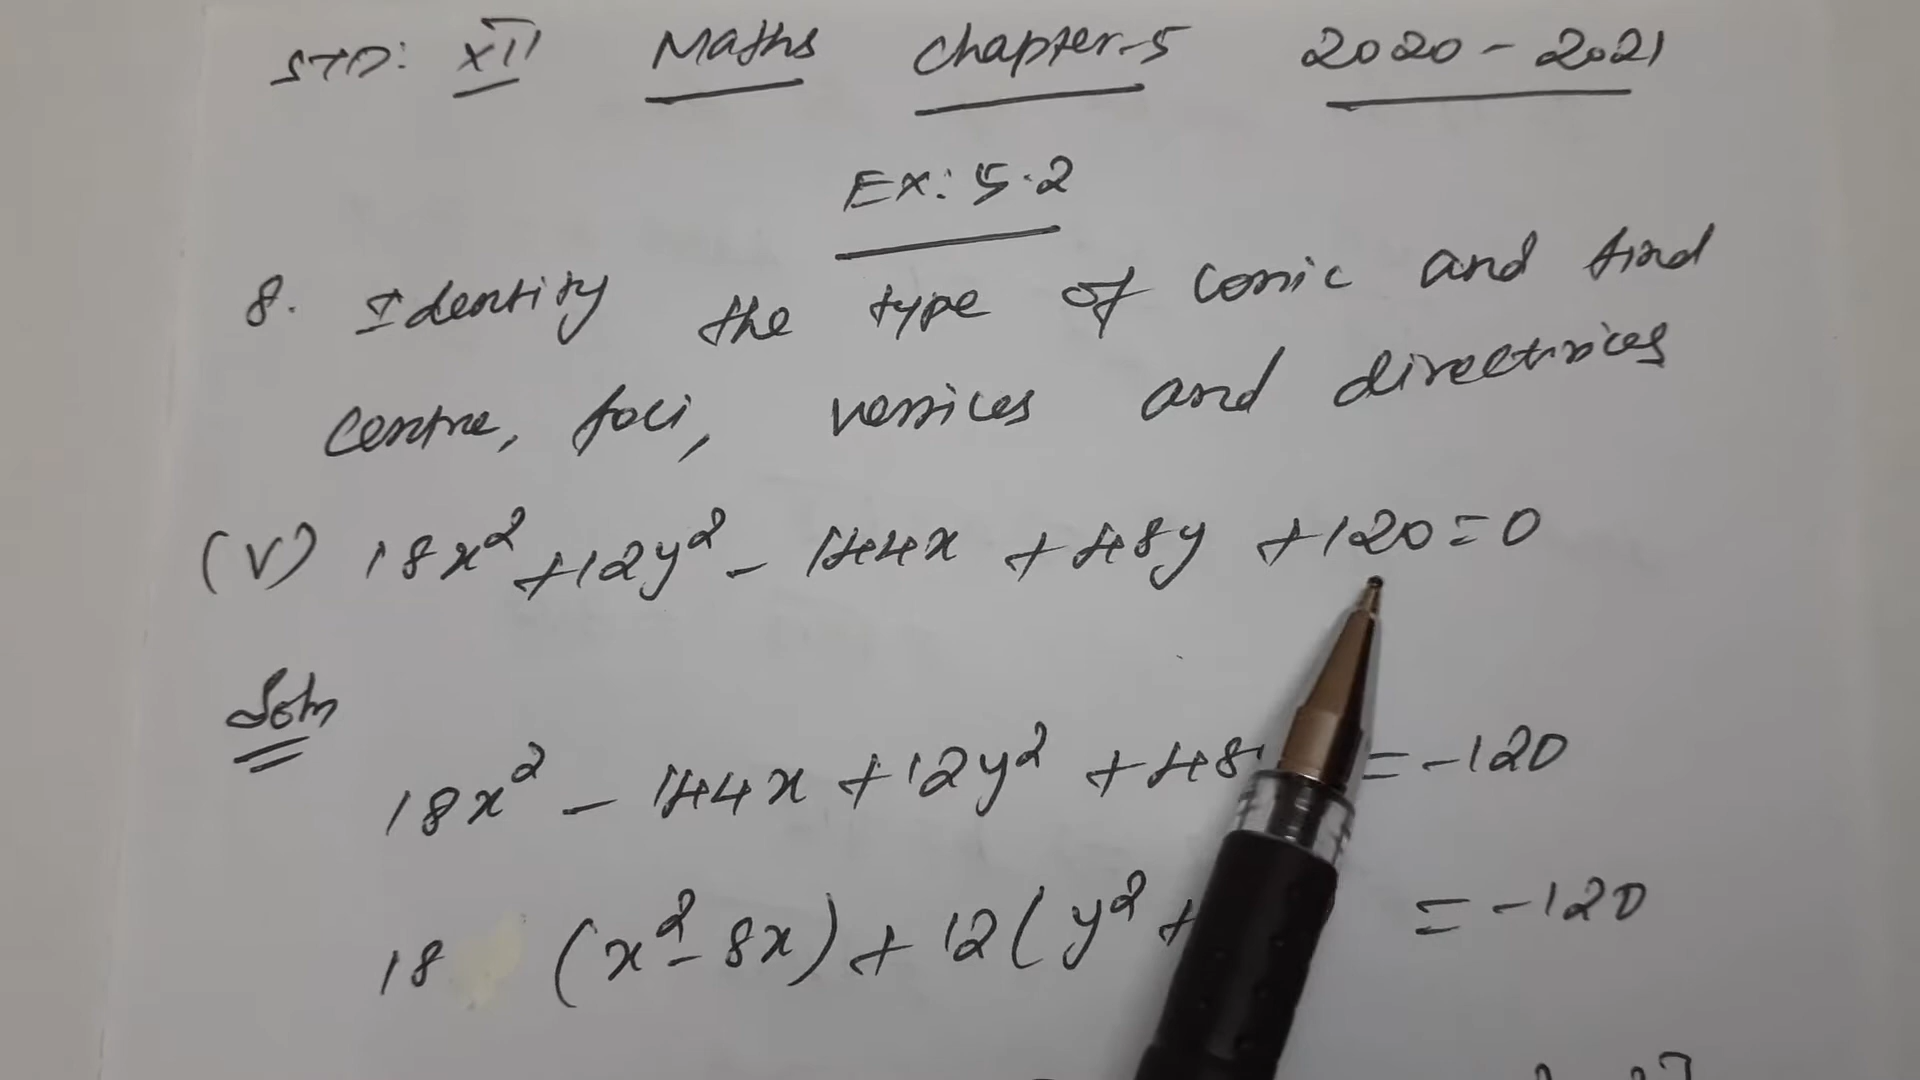 STD: XII Maths Chapter-5 2020-2021
Ex: 5.2
8. Identify the type of conic and find
centre, foci, vertices and directrices
(V) 18x² + 12y² - 144x + 48y + 120 = 0
Soln
18x² - 144x + 12y² + 48 = -120
18 (x² - 8x) + 12 (y² + = -120